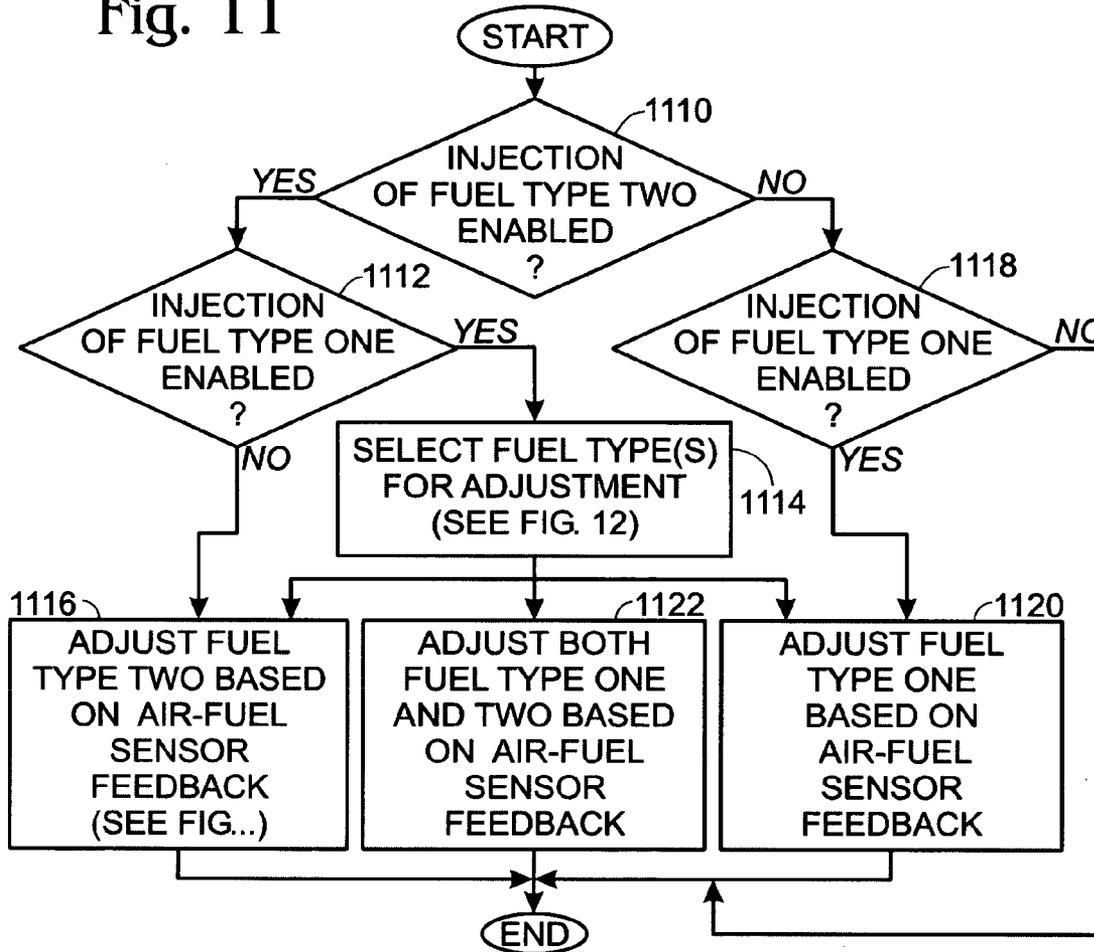 Fig. 11
START
1110
INJECTION
OF FUEL TYPE TWO
ENABLED
?
YES
NO
1112
INJECTION
OF FUEL TYPE ONE
ENABLED
?
YES
NO
1118
INJECTION
OF FUEL TYPE ONE
ENABLED
?
NO
YES
SELECT FUEL TYPE(S)
FOR ADJUSTMENT
(SEE FIG. 12)
1114
1116
ADJUST FUEL
TYPE TWO BASED
ON AIR-FUEL
SENSOR
FEEDBACK
(SEE FIG...)
1122
ADJUST BOTH
FUEL TYPE ONE
AND TWO BASED
ON AIR-FUEL
SENSOR
FEEDBACK
1120
ADJUST FUEL
TYPE ONE
BASED ON
AIR-FUEL
SENSOR
FEEDBACK
END